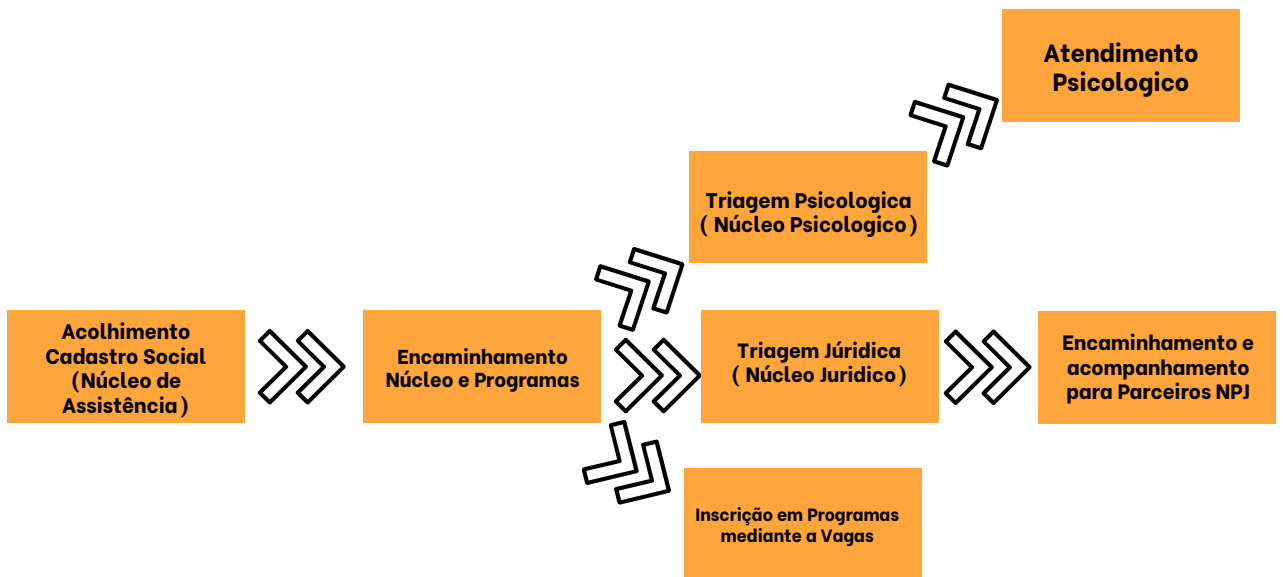 Atendimento
Psicologico
Triagem Psicologica
( Núcleo Psicologico )
Acolhimento
Cadastro Social
(Núcleo de
Assistência)
Encaminhamento
Núcleo e Programas
Triagem Júridica
( Núcleo Juridico )
Encaminhamento e
acompanhamento
para Parceiros NPJ
Inscrição em Programas
mediante a Vagas